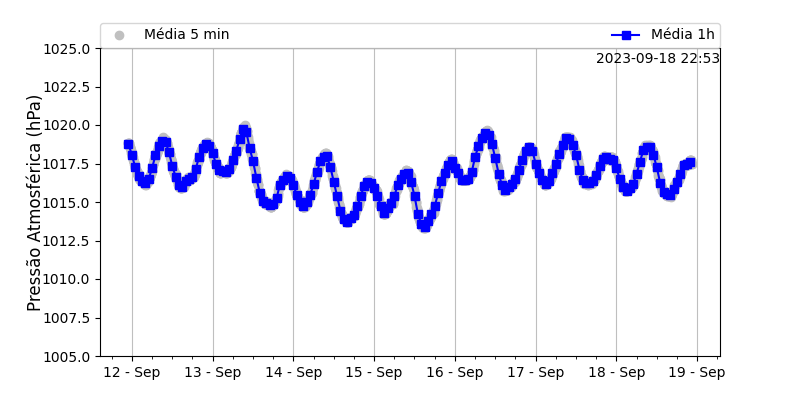 Média 5 min
Média 1h
2023-09-18 22:53
Pressão Atmosférica (hPa)
1025.0
1022.5
1020.0
1017.5
1015.0
1012.5
1010.0
1007.5
1005.0
12 - Sep
13 - Sep
14 - Sep
15 - Sep
16 - Sep
17 - Sep
18 - Sep
19 - Sep